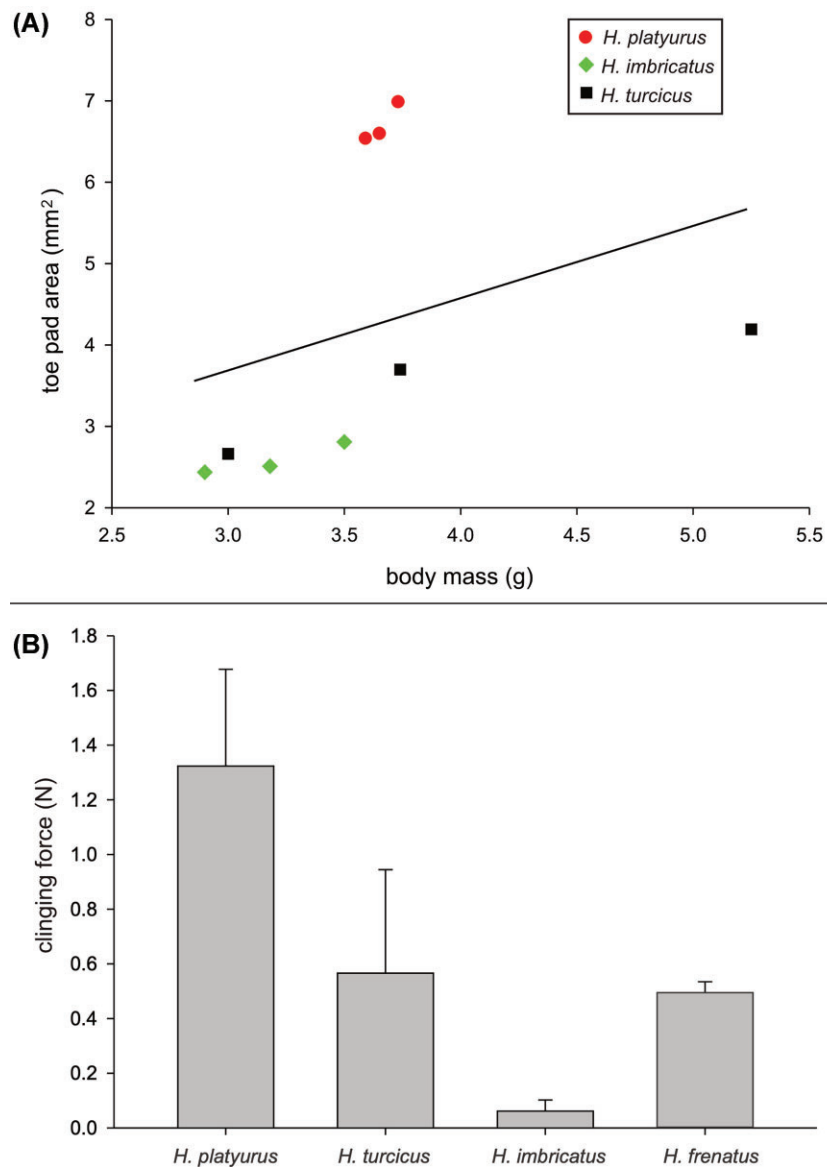 (A)
8
7
6
5
4
3
2
toe pad area (mm²)
H. platyurus
H. imbricatus
H. turcicus
2.5 3.0 3.5 4.0 4.5 5.0 5.5
body mass (g)
(B)
1.8
1.6
1.4
1.2
1.0
0.8
0.6
0.4
0.2
0.0
clinging force (N)
H. platyurus H. turcicus H. imbricatus H. frenatus